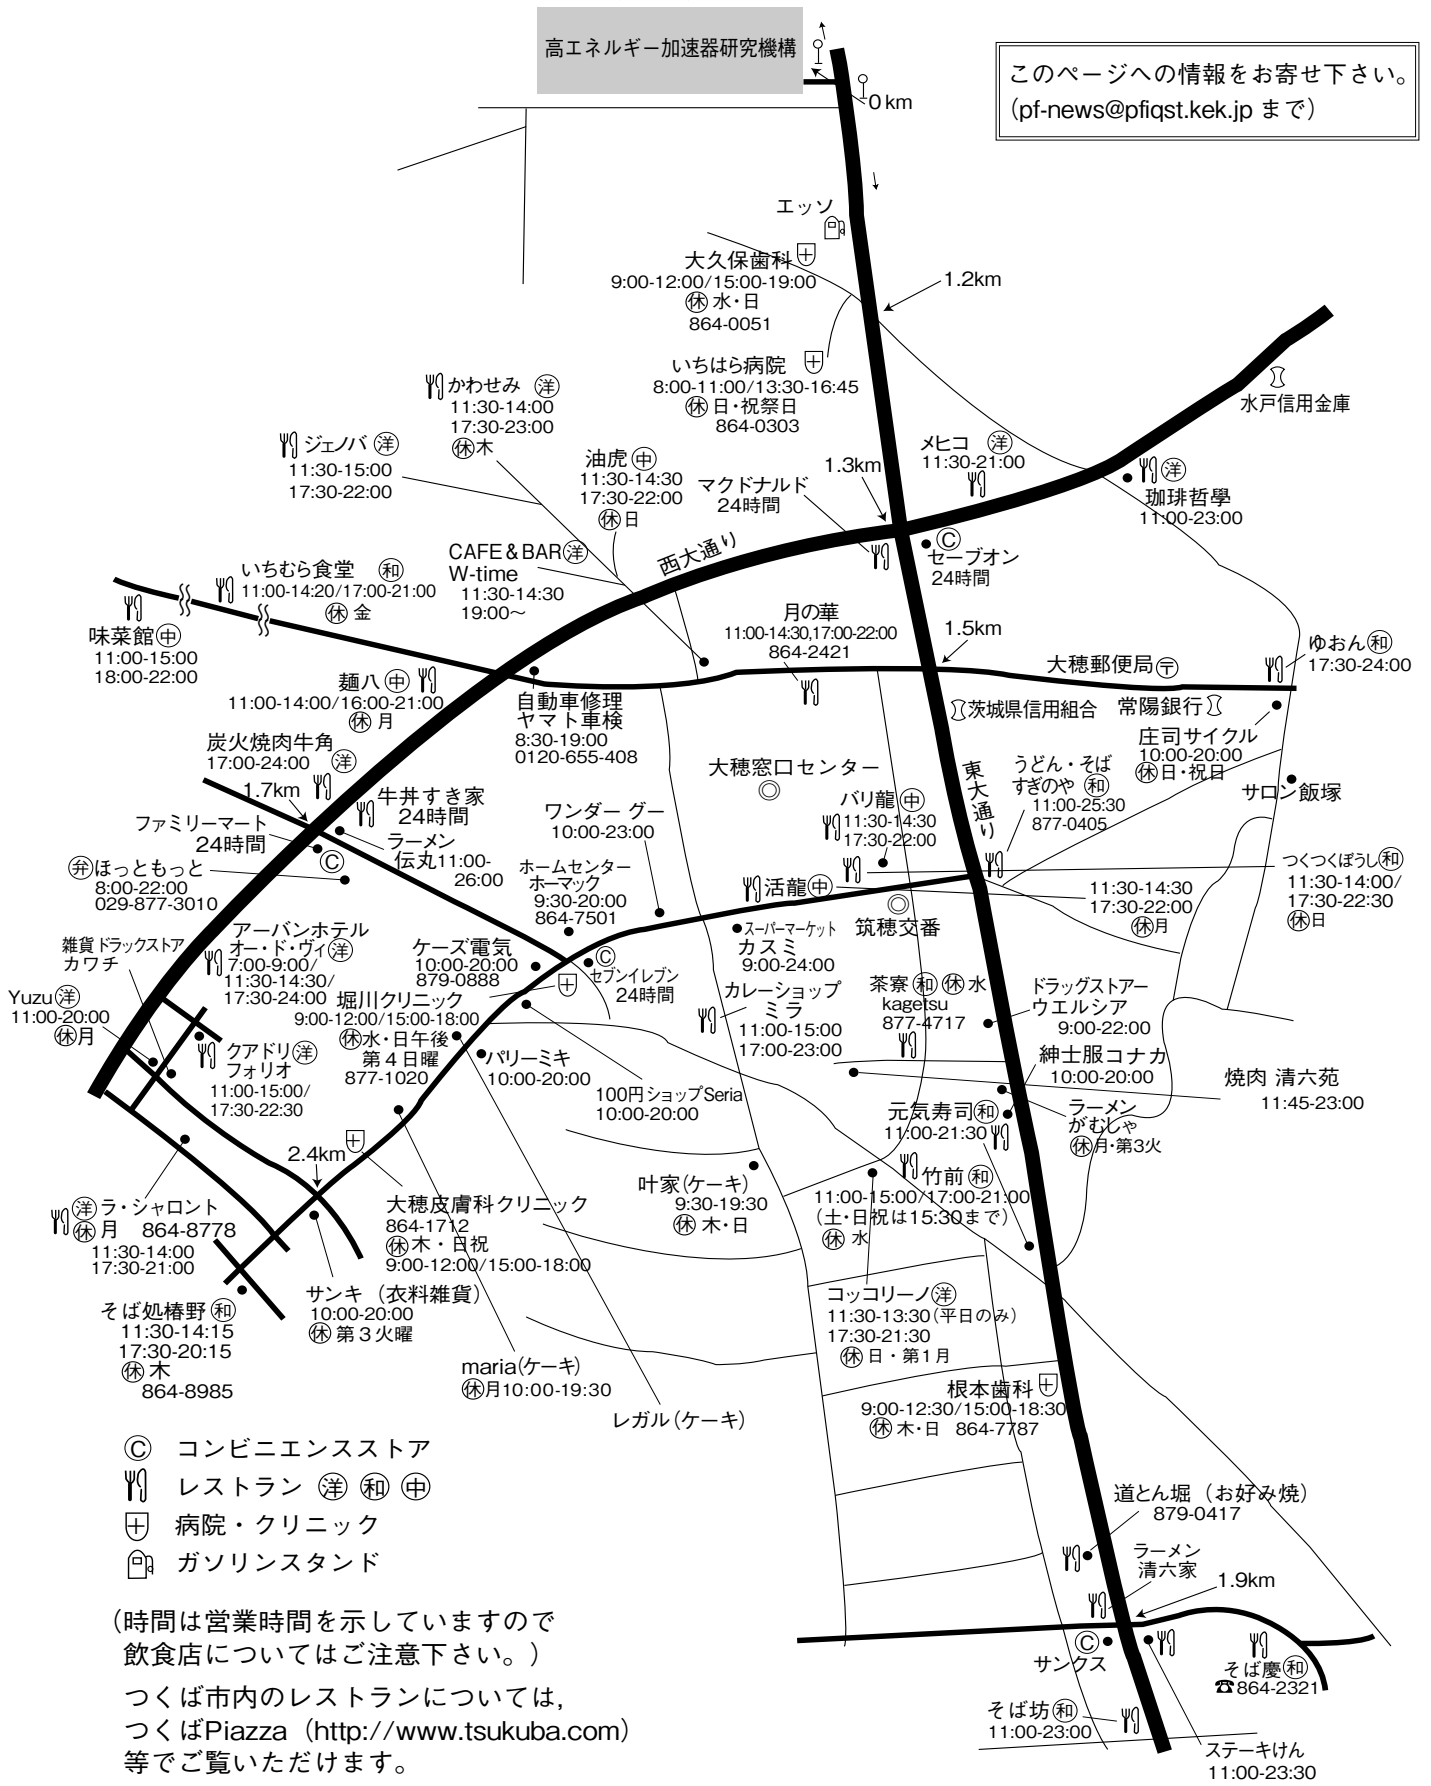 高エネルギー加速器研究機構
このページへの情報をお寄せ下さい。
(pf-news@pfiqst.kek.jp まで)
0 km
エッソ
大久保歯科
9:00-12:00/15:00-19:00
休 水・日
864-0051
1.2km
いちはら病院
8:00-11:00/13:30-16:45
休 日・祝祭日
864-0303
水戸信用金庫
かわせみ 洋
11:30-14:00
17:30-23:00
休 木
ジェノバ 洋
11:30-15:00
17:30-22:00
油虎 中
11:30-14:30
17:30-22:00
休 日
1.3km
マクドナルド
24時間
メヒコ 洋
11:30-21:00
洋
珈琲哲學
11:00-23:00
C
セーブオン
24時間
西大通り
CAFE & BAR 洋
W-time
11:30-14:30
19:00〜
いちむら食堂 和
11:00-14:20/17:00-21:00
休 金
味菜館 中
11:00-15:00
18:00-22:00
月の華
11:00-14:30,17:00-22:00
864-2421
1.5km
大穂郵便局 〒
ゆおん 和
17:30-24:00
麺八 中
11:00-14:00/16:00-21:00
休 月
自動車修理
ヤマト車検
8:30-19:00
0120-655-408
茨城県信用組合
常陽銀行
庄司サイクル
10:00-20:00
休 日・祝日
サロン飯塚
炭火焼肉牛角
17:00-24:00 洋
1.7km
牛丼すき家
24時間
ファミリーマート
24時間
C
ラーメン
伝丸 11:00-
26:00
大穂窓口センター
東大通り
うどん・そば
すぎのや 和
11:00-25:30
877-0405
バリ龍 中
11:30-14:30
17:30-22:00
ワンダー グー
10:00-23:00
弁 ほっともっと
8:00-22:00
029-877-3010
ホームセンター
ホーマック
9:30-20:00
864-7501
活龍 中
11:30-14:30
17:30-22:00
休 月
つくつくぼうし 和
11:30-14:00/
17:30-22:30
休 日
筑穂交番
スーパーマーケット
カスミ
9:00-24:00
アーバンホテル
オー・ド・ヴィ 洋
7:00-9:00/
11:30-14:30/
17:30-24:00
雑貨 ドラックストア
カワチ
ケーズ電気
10:00-20:00
879-0888
C
セブンイレブン
24時間
Yuzu 洋
11:00-20:00
休 月
堀川クリニック
9:00-12:00/15:00-18:00
休 水・日午後
第４日曜
877-1020
カレーショップ
ミラ
11:00-15:00
17:00-23:00
茶寮 和 休 水
kagetsu
877-4717
ドラッグストアー
ウエルシア
9:00-22:00
クアドリ 洋
フォリオ
11:00-15:00/
17:30-22:30
パリーミキ
10:00-20:00
100円ショップSeria
10:00-20:00
紳士服コナカ
10:00-20:00
焼肉 清六苑
11:45-23:00
元気寿司 和
11:00-21:30
ラーメン
がむしゃ
休 月・第3火
2.4km
洋 ラ・シャロント
休 月 864-8778
11:30-14:00
17:30-21:00
大穂皮膚科クリニック
864-1712
休 木・日祝
9:00-12:00/15:00-18:00
叶家(ケーキ)
9:30-19:30
休 木・日
竹前 和
11:00-15:00/17:00-21:00
(土・日祝は15:30まで)
休 水
そば処椿野 和
11:30-14:15
17:30-20:15
休 木
864-8985
サンキ (衣料雑貨)
10:00-20:00
休 第３火曜
コッコリーノ 洋
11:30-13:30 (平日のみ)
17:30-21:30
休 日・第１月
maria(ケーキ)
休 月10:00-19:30
レガル (ケーキ)
根本歯科
9:00-12:30/15:00-18:30
休 木・日 864-7787
C コンビニエンスストア
レストラン 洋 和 中
病院・クリニック
ガソリンスタンド
道とん堀 (お好み焼)
879-0417
ラーメン
清六家
1.9km
C
サンクス
そば慶 和
☎864-2321
そば坊 和
11:00-23:00
ステーキけん
11:00-23:30
(時間は営業時間を示していますので
飲食店についてはご注意下さい。)
つくば市内のレストランについては,
つくばPiazza (http://www.tsukuba.com)
等でご覧いただけます。